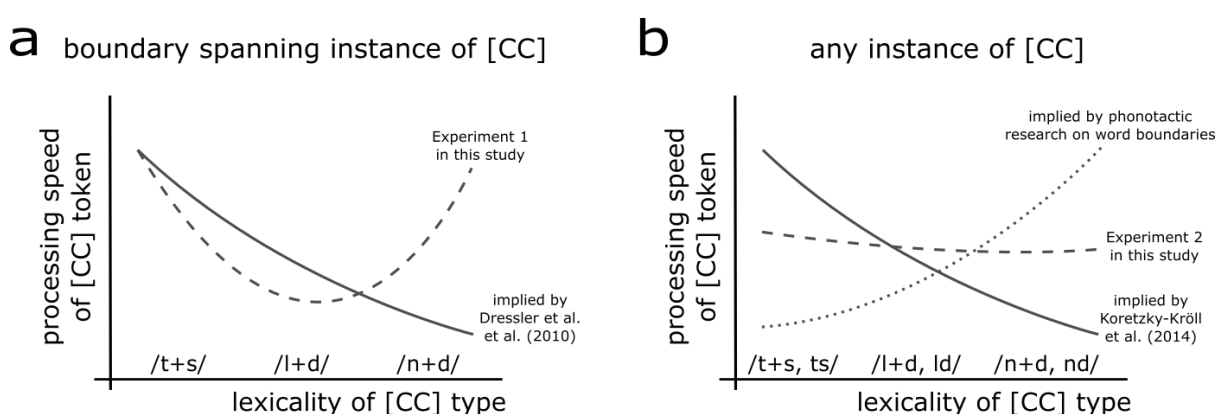 a boundary spanning instance of [CC]
processing speed
of [CC] token
Experiment 1
in this study
implied by
Dressler et al.
et al. (2010)
/t+s/ /l+d/ /n+d/
lexicality of [CC] type
b any instance of [CC]
processing speed
of [CC] token
implied by phonotactic
research on word boundaries
Experiment 2
in this study
implied by
Koretzky-Kröll
et al. (2014)
/t+s, ts/ /l+d, ld/ /n+d, nd/
lexicality of [CC] type